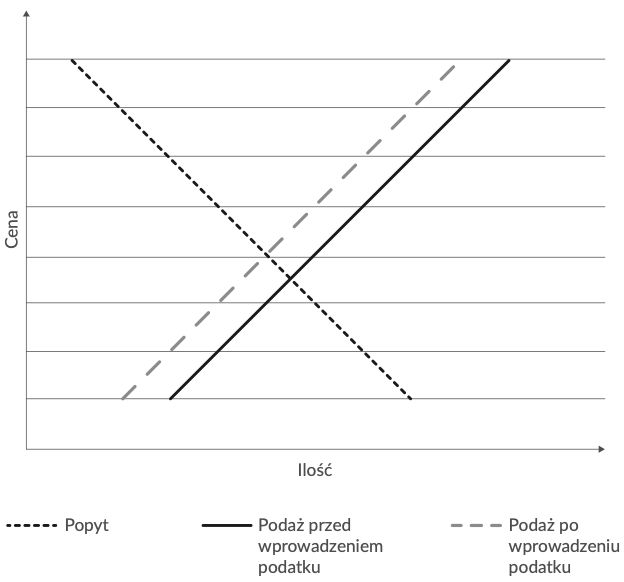 Cena
Ilość
Popyt
Podaż przed
wprowadzeniem
podatku
Podaż po
wprowadzeniu
podatku